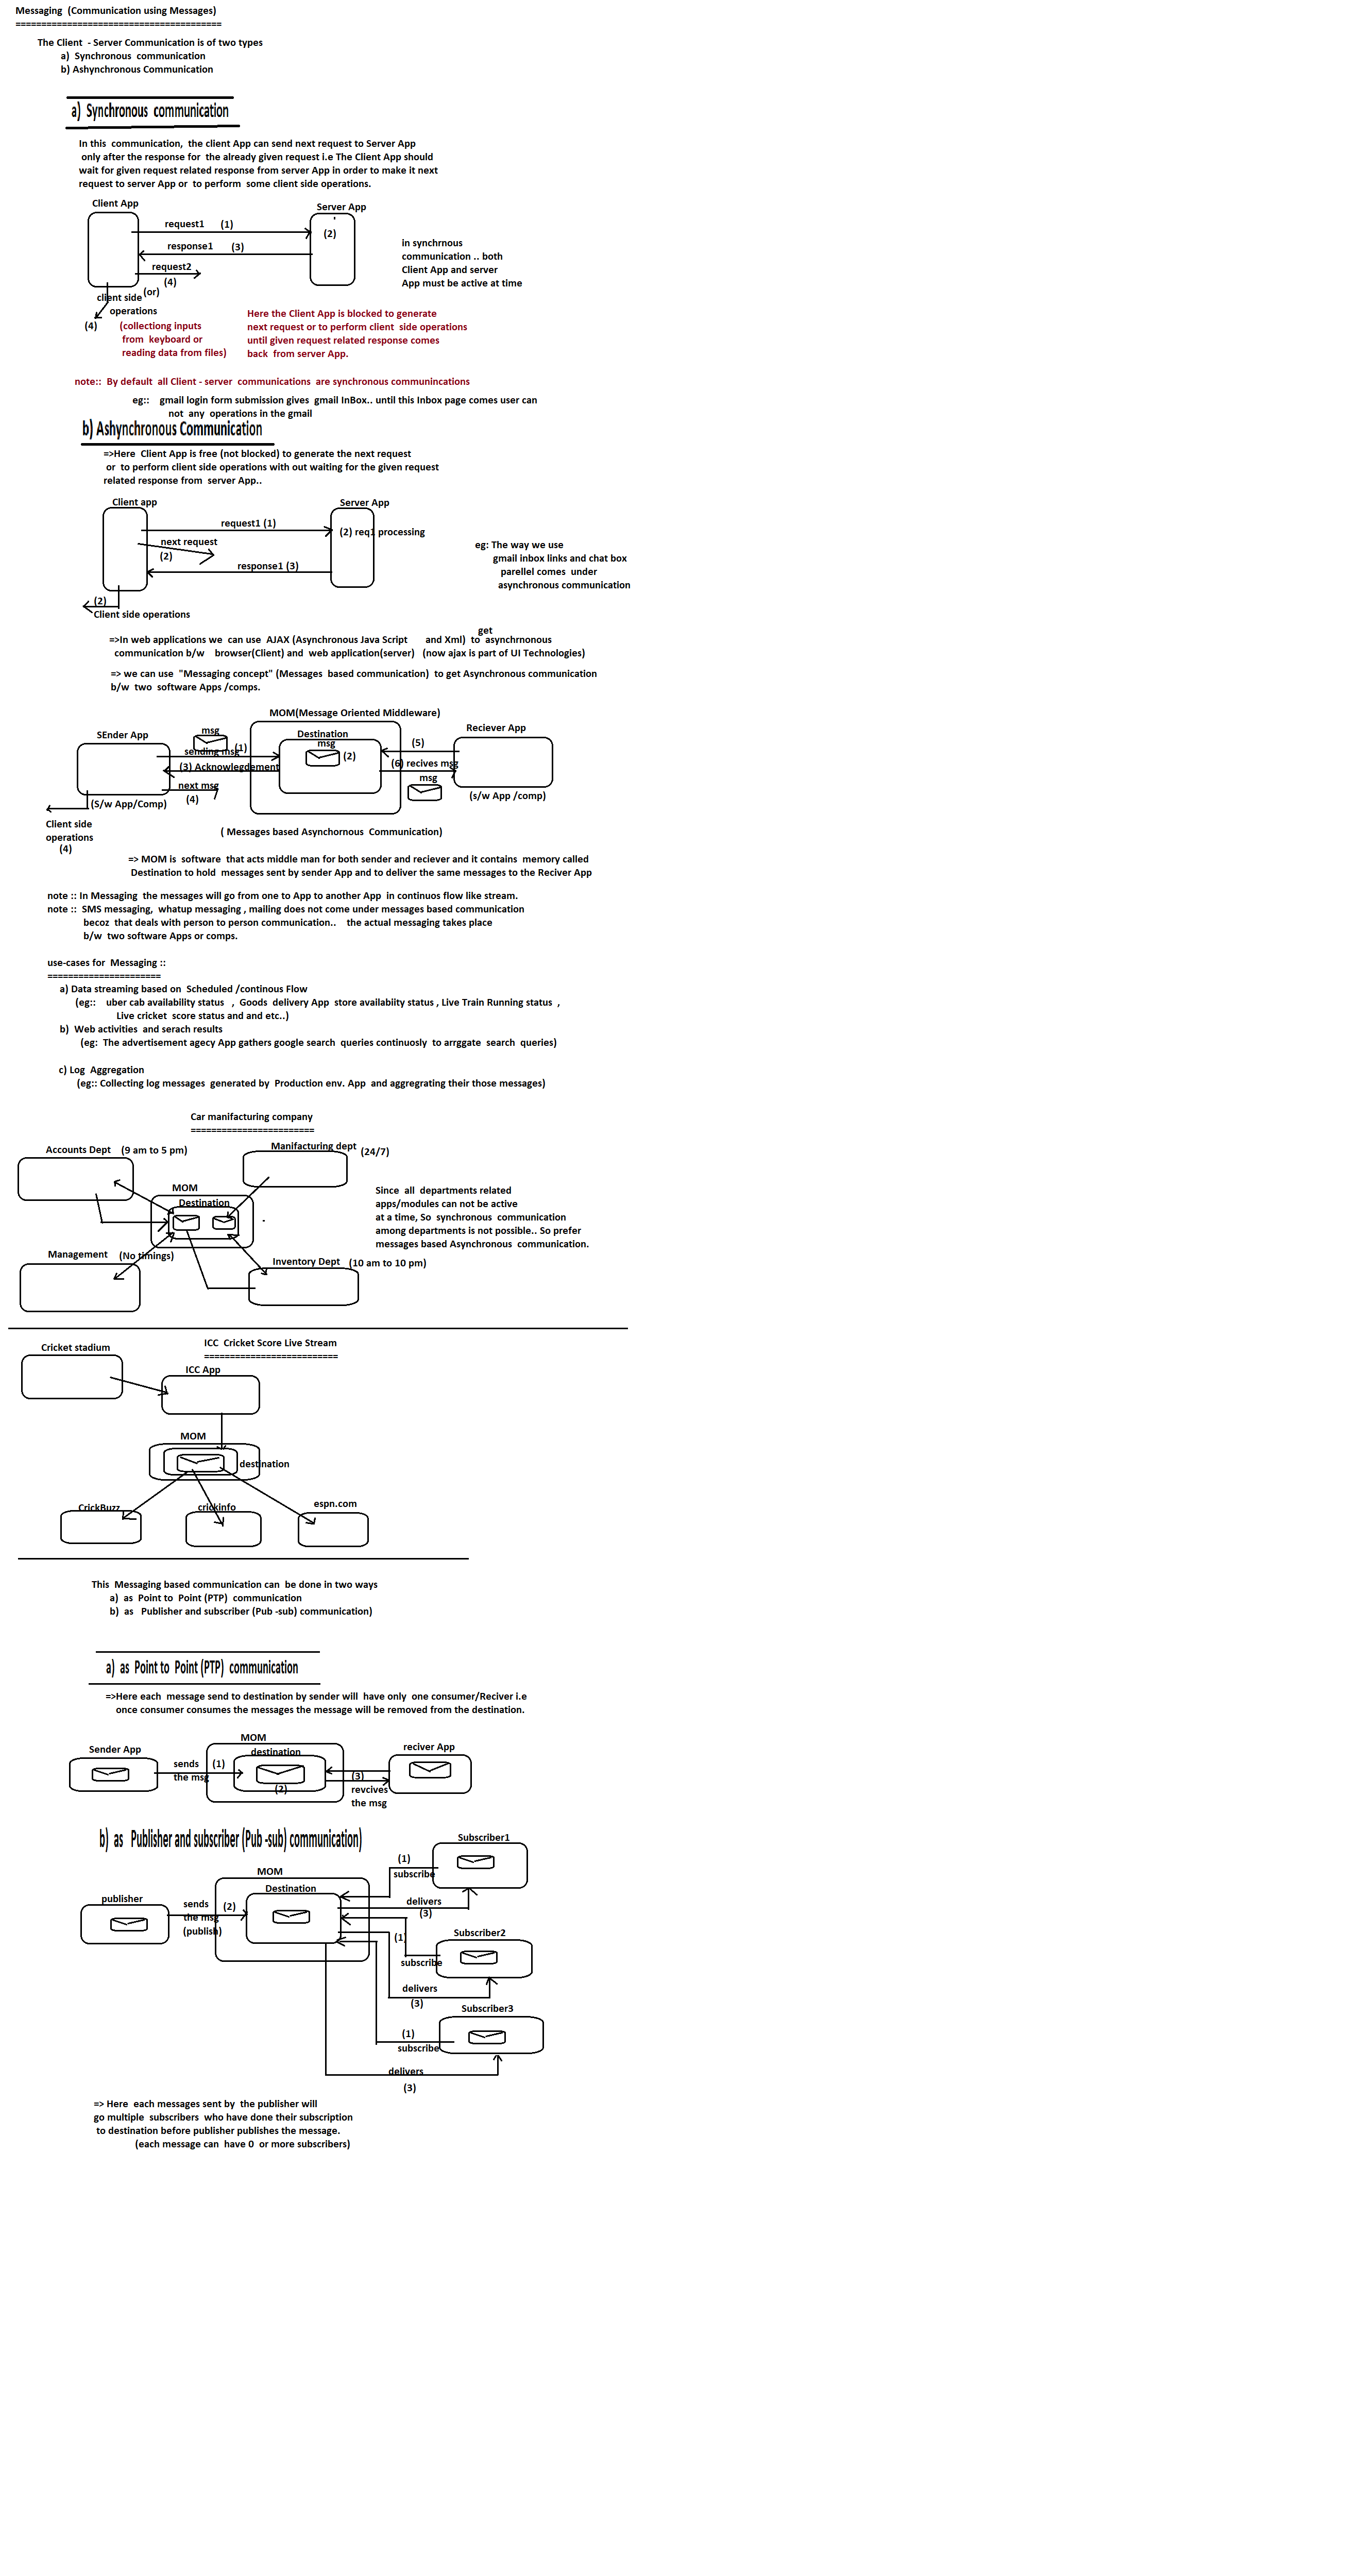 Messaging  (Communication using Messages)
========================================
The Client  - Server Communication is of two types
a)  Synchronous  communication
b) Ashynchronous Communication
a)  Synchronous  communication
In this  communication,  the client App can send next request to Server App
only after the response for  the already given request i.e The Client App should
wait for given request related response from server App in order to make it next
request to server App or  to perform  some client side operations.
Client App
Server App
request1      (1)
(2)
response1       (3)
request2
(4)
(or)
client side
operations
(4)
(collectiong inputs
from  keyboard or
reading data from files)
in synchrnous
communication .. both
Client App and server
App must be active at time
Here the Client App is blocked to generate
next request or to perform client  side operations
until given request related response comes
back  from server App.
note::  By default  all Client - server  communications  are synchronous communincations
eg::    gmail login form submission gives  gmail InBox.. until this Inbox page comes user can
not  any  operations in the gmail
b) Ashynchronous Communication
=>Here  Client App is free (not blocked) to generate the next request
or  to perform client side operations with out waiting for the given request
related response from  server App..
Client app
Server App
request1 (1)
(2) req1 processing
next request
(2)
response1 (3)
(2)
Client side operations
eg: The way we use
gmail inbox links and chat box
parellel comes  under
asynchronous communication
get
=>In web applications we  can use  AJAX (Asynchronous Java Script       and Xml)  to  asynchrnonous
communication b/w    browser(Client) and  web application(server)   (now ajax is part of UI Technologies)
=> we can use  "Messaging concept" (Messages  based communication)  to get Asynchronous communication
b/w  two  software Apps /comps.
MOM(Message Oriented Middleware)
SEnder App
msg
Destination
Reciever App
sending msg
(1)
msg
(2)
(5)
(3) Acknowlegdement
(6) recives msg
next msg
(4)
msg
(S/w App/Comp)
(s/w App /comp)
Client side
operations
(4)
( Messages based Asynchornous  Communication)
=> MOM is  software  that acts middle man for both sender and reciever and it contains  memory called
Destination to hold  messages sent by sender App and to deliver the same messages to the Reciver App
note :: In Messaging  the messages will go from one to App to another App  in continuos flow like stream.
note ::  SMS messaging,  whatup messaging , mailing does not come under messages based communication
becoz  that deals with person to person communication..    the actual messaging takes place
b/w  two software Apps or comps.
use-cases for  Messaging ::
======================
a) Data streaming based on  Scheduled /continous Flow
(eg::    uber cab availability status   ,  Goods  delivery App  store availabiity status , Live Train Running status  ,
Live cricket  score status and and etc..)
b)  Web activities  and serach results
(eg:  The advertisement agecy App gathers google search  queries continuosly  to arrggate  search  queries)
c) Log  Aggregation
(eg:: Collecting log messages  generated by  Production env. App  and aggregrating their those messages)
Car manifacturing company
========================
Accounts Dept    (9 am to 5 pm)
Manifacturing dept  (24/7)
MOM
Destination
Management    (No timings)
Inventory Dept   (10 am to 10 pm)
Since  all  departments related
apps/modules can not be active
at a time, So  synchronous  communication
among departments is not possible.. So prefer
messages based Asynchronous  communication.
ICC  Cricket Score Live Stream
==========================
Cricket stadium
ICC App
MOM
destination
CrickBuzz
crickinfo
espn.com
This  Messaging based communication can  be done in two ways
a)  as  Point to  Point (PTP)  communication
b)  as   Publisher and subscriber (Pub -sub) communication)
a)  as  Point to  Point (PTP)  communication
=>Here each  message send to destination by sender will  have only  one consumer/Reciver i.e
once consumer consumes the messages the message will be removed from the destination.
MOM
Sender App
destination
reciver App
sends
the msg
(1)
(2)
(3)
revcives
the msg
b)  as   Publisher and subscriber (Pub -sub) communication)
Subscriber1
(1)
subscribe
MOM
Destination
publisher
sends
the msg
(publish)
(2)
delivers
(3)
Subscriber2
(1)
subscribe
delivers
(3)
Subscriber3
(1)
subscribe
delivers
(3)
=> Here  each messages sent by  the publisher will
go multiple  subscribers  who have done their subscription
to destination before publisher publishes the message.
(each message can  have 0  or more subscribers)